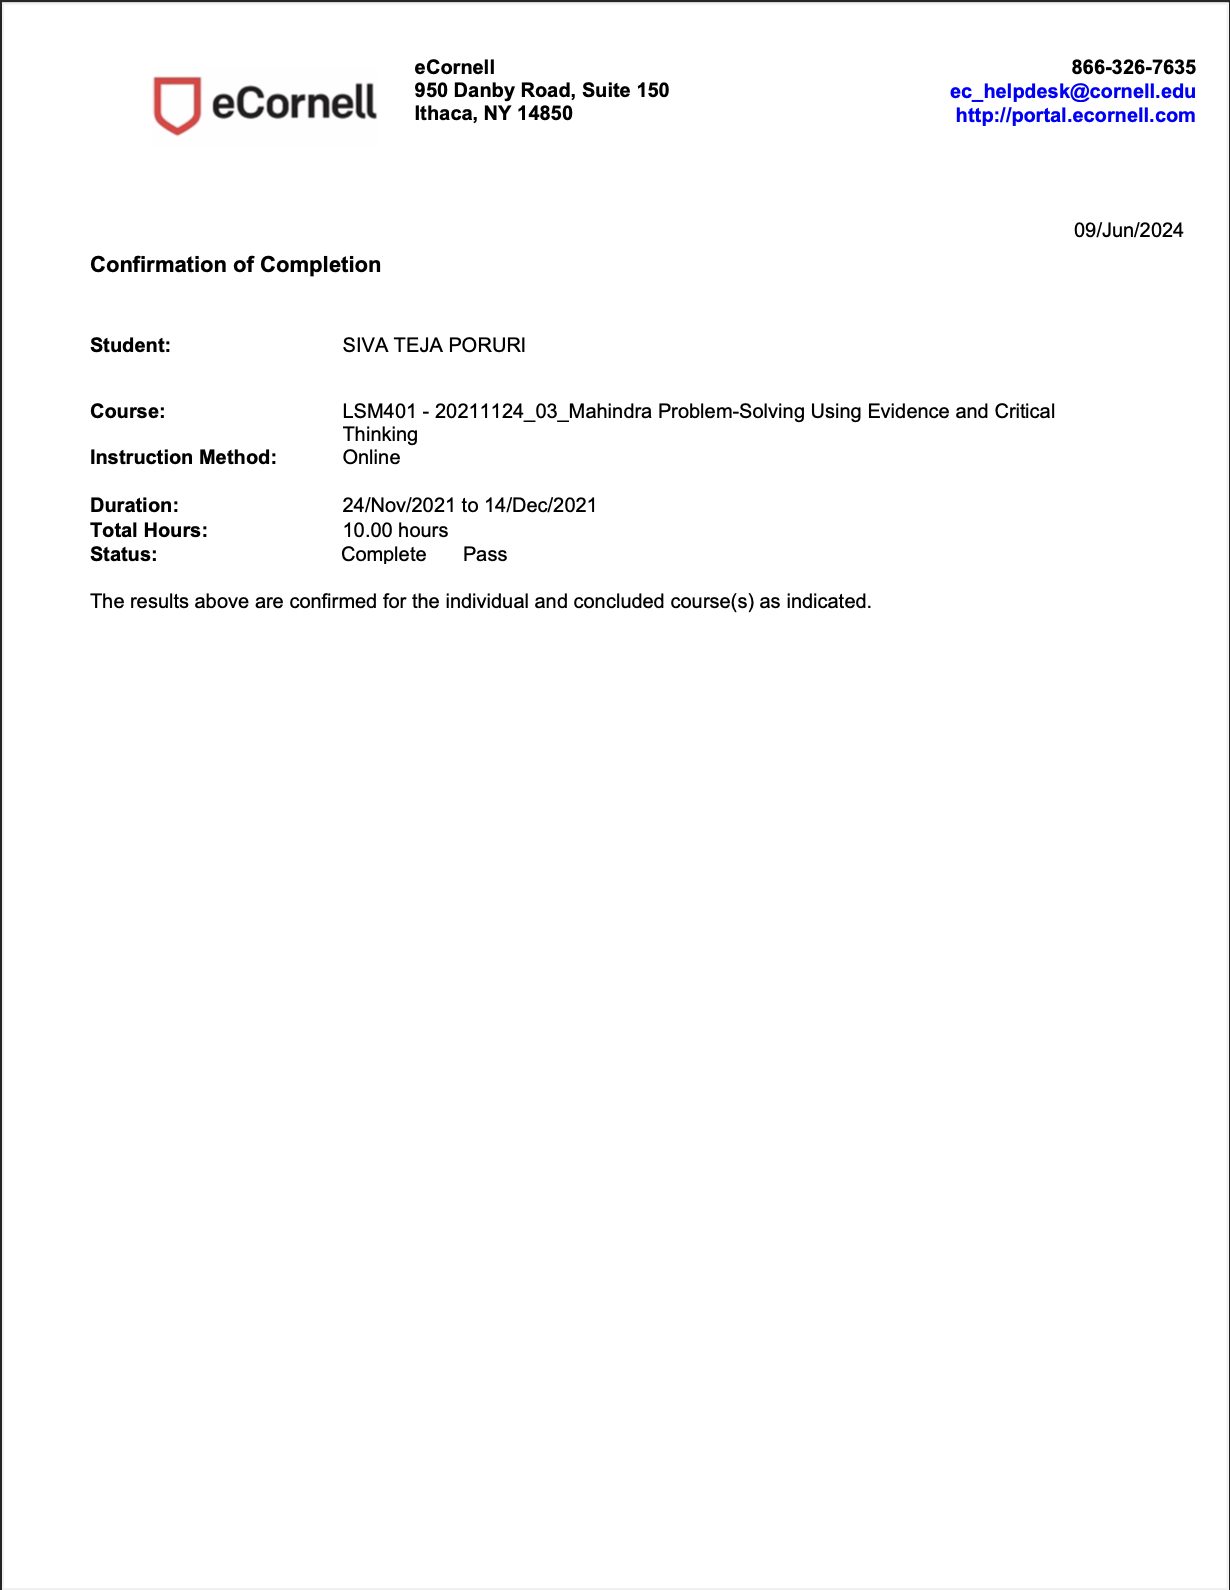 eCornell
eCornell
950 Danby Road, Suite 150
Ithaca, NY 14850
866-326-7635
ec_helpdesk@cornell.edu
http://portal.ecornell.com
09/Jun/2024
Confirmation of Completion
Student: SIVA TEJA PORURI
Course: LSM401 - 20211124_03_Mahindra Problem-Solving Using Evidence and Critical
Thinking
Instruction Method: Online
Duration: 24/Nov/2021 to 14/Dec/2021
Total Hours: 10.00 hours
Status: Complete Pass
The results above are confirmed for the individual and concluded course(s) as indicated.